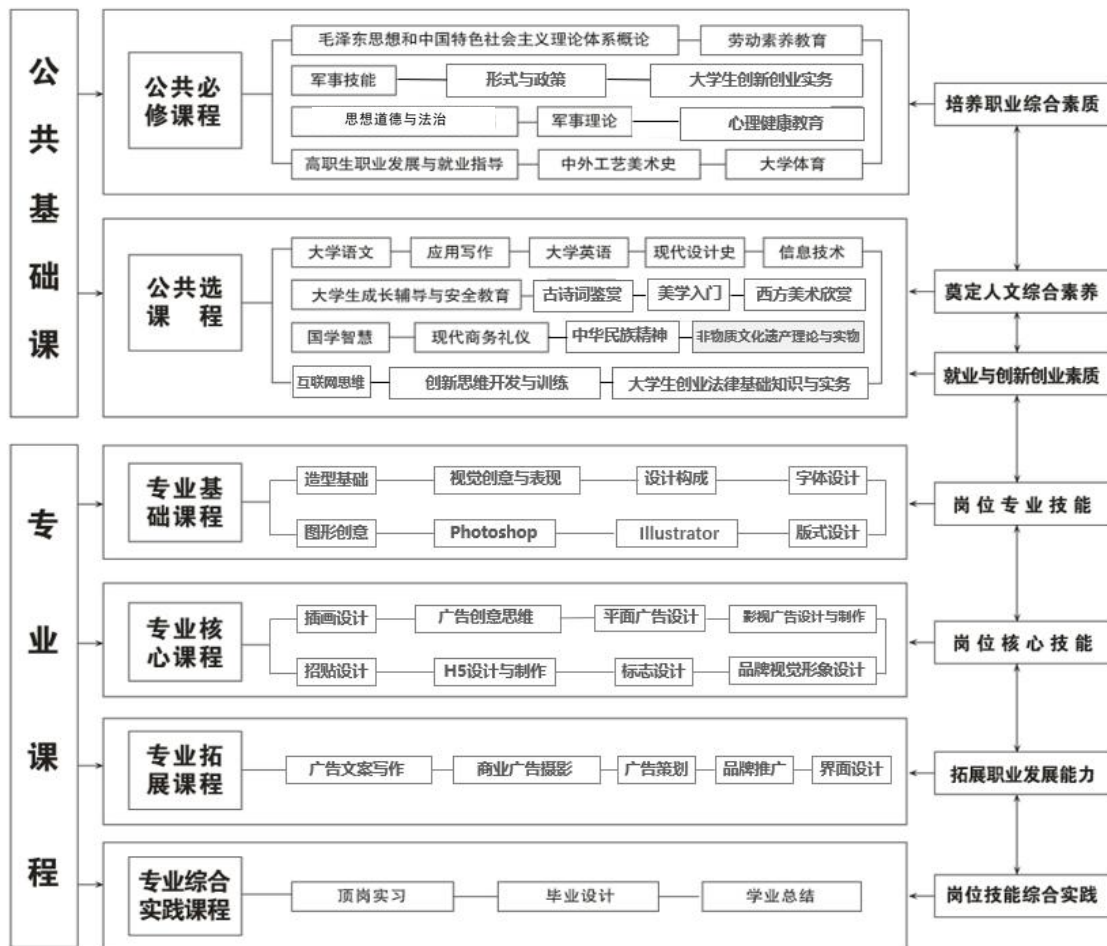 公共基础课
公共必修课程
毛泽东思想和中国特色社会主义理论体系概论
劳动素养教育
军事技能
形式与政策
大学生创新创业实务
思想道德与法治
军事理论
心理健康教育
高职生职业发展与就业指导
中外工艺美术史
大学体育
培养职业综合素质
公共选课程
大学语文
应用写作
大学英语
现代设计史
信息技术
大学生成长辅导与安全教育
古诗词鉴赏
美学入门
西方美术欣赏
国学智慧
现代商务礼仪
中华民族精神
非物质文化遗产理论与实物
互联网思维
创新思维开发与训练
大学生创业法律基础知识与实务
奠定人文综合素养
就业与创新创业素质
专业课程
专业基础课程
造型基础
视觉创意与表现
设计构成
字体设计
图形创意
Photoshop
Illustrator
版式设计
岗位专业技能
专业核心课程
插画设计
广告创意思维
平面广告设计
影视广告设计与制作
招贴设计
H5设计与制作
标志设计
品牌视觉形象设计
岗位核心技能
专业拓展课程
广告文案写作
商业广告摄影
广告策划
品牌推广
界面设计
拓展职业发展能力
专业综合实践课程
顶岗实习
毕业设计
学业总结
岗位技能综合实践